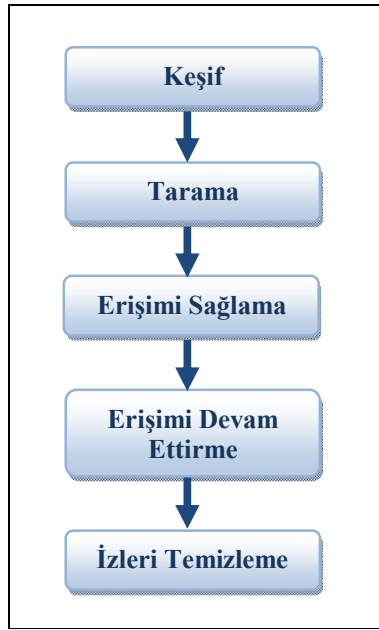 Keşif
Tarama
Erişimi Sağlama
Erişimi Devam
Ettirme
İzleri Temizleme